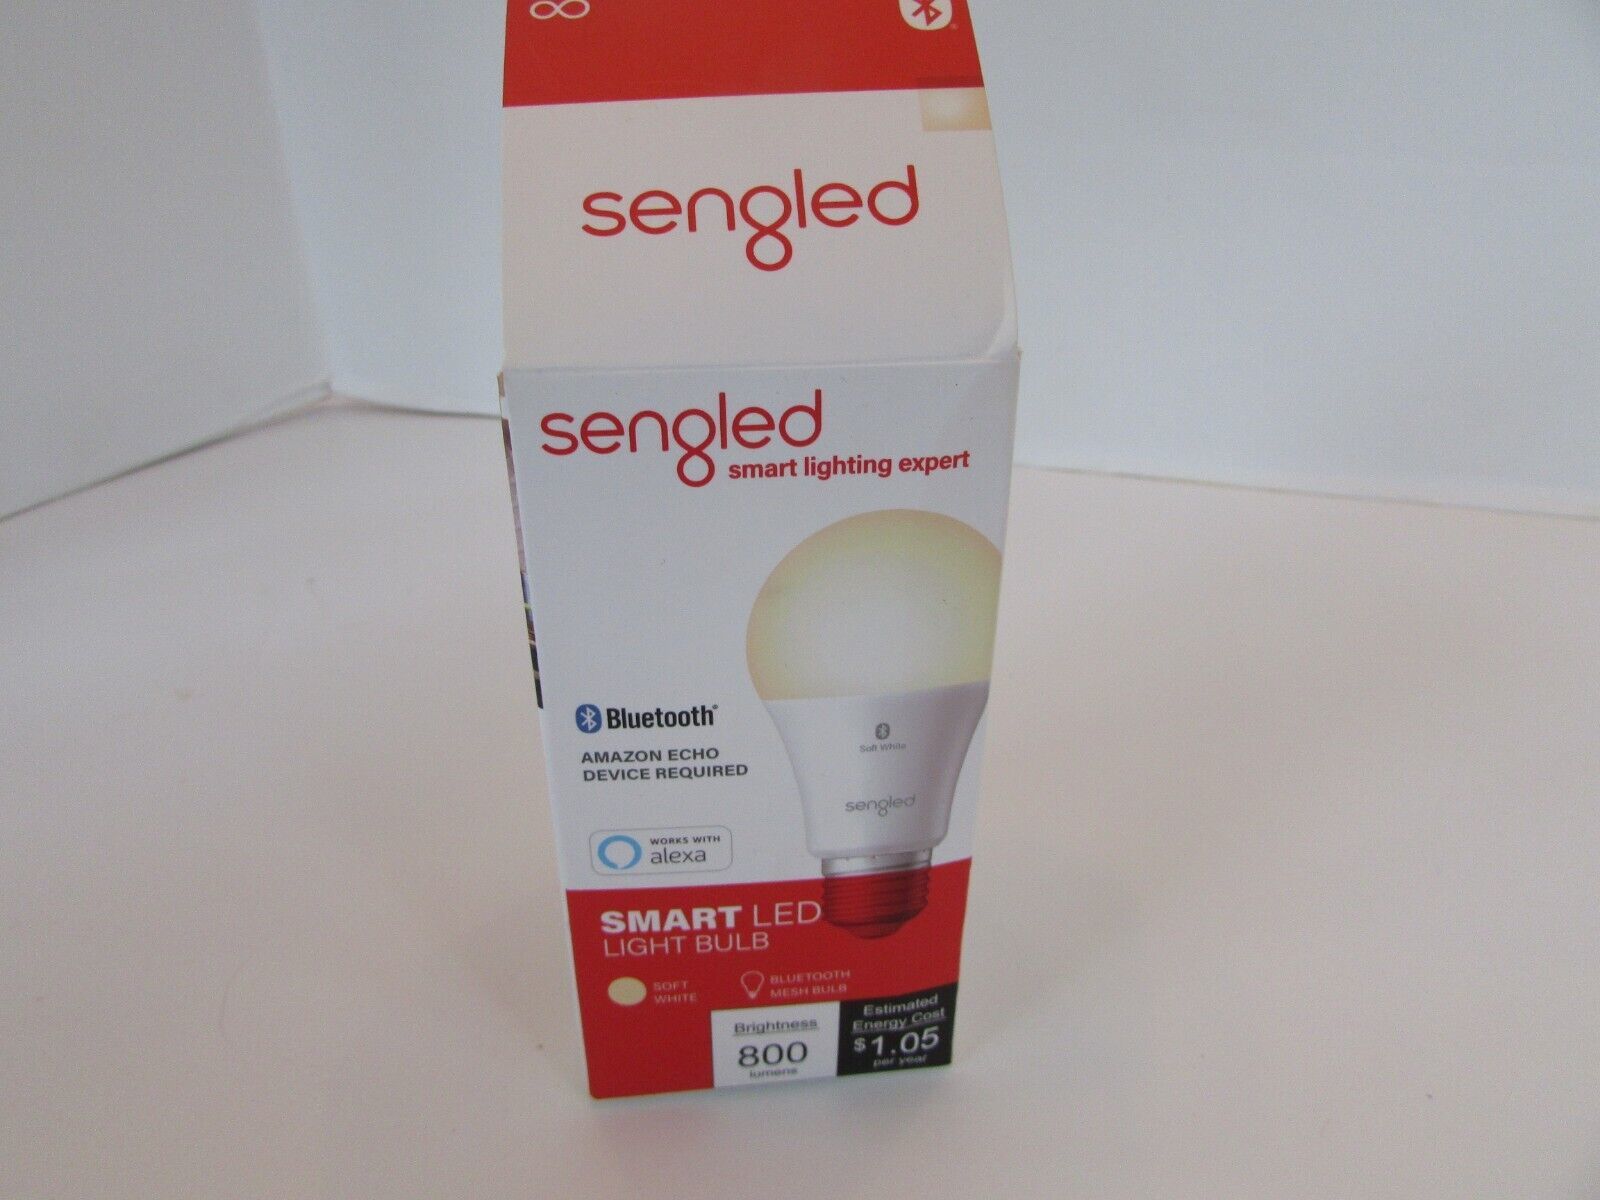 sengled
sengled
smart lighting expert
Bluetooth®
AMAZON ECHO
DEVICE REQUIRED
Soft White
sengled
WORKS WITH
alexa
SMART LED
LIGHT BULB
SOFT
WHITE
BLUETOOTH
MESH BULB
Brightness
800
lumens
Estimated
Energy Cost
$1.05
per year